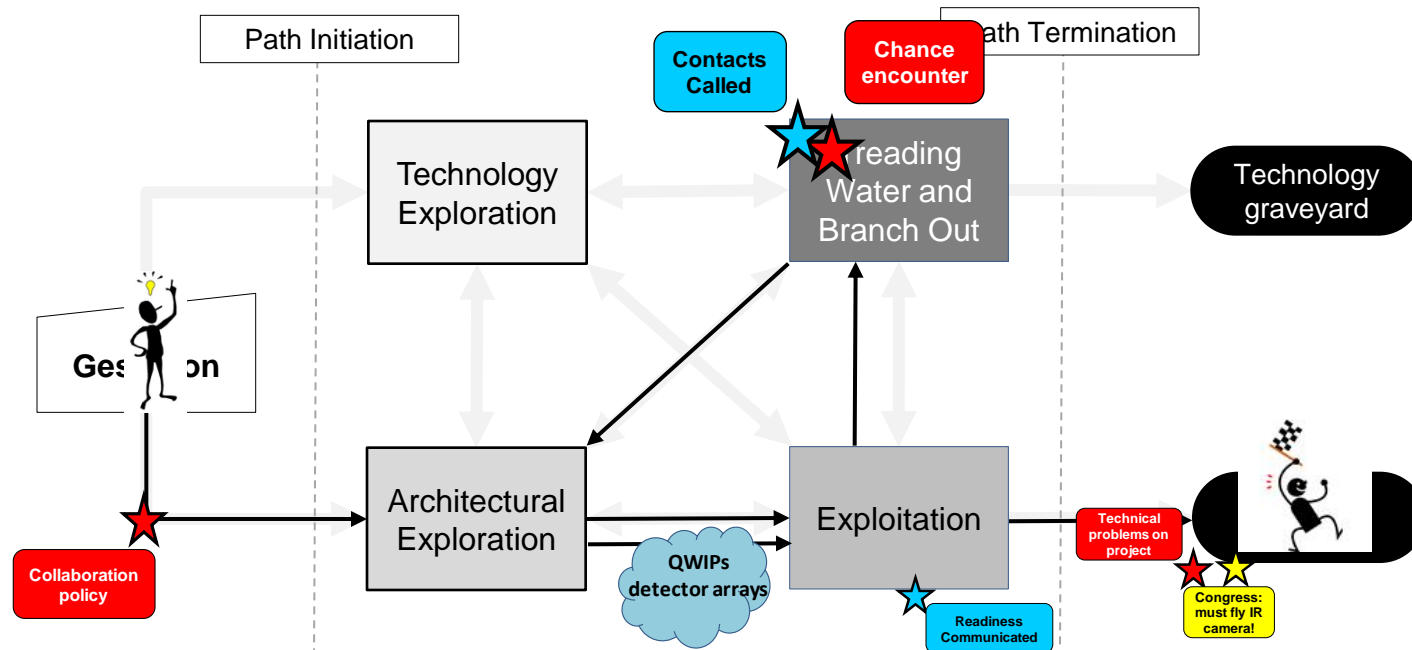 Path Initiation
ath Termination
Contacts
Called
Chance
encounter
Technology
Exploration
reading
Water and
Branch Out
Technology
graveyard
Ges on
Architectural
Exploration
Exploitation
QWIPs
detector arrays
Technical
problems on
project
Collaboration
policy
Readiness
Communicated
Congress:
must fly IR
camera!